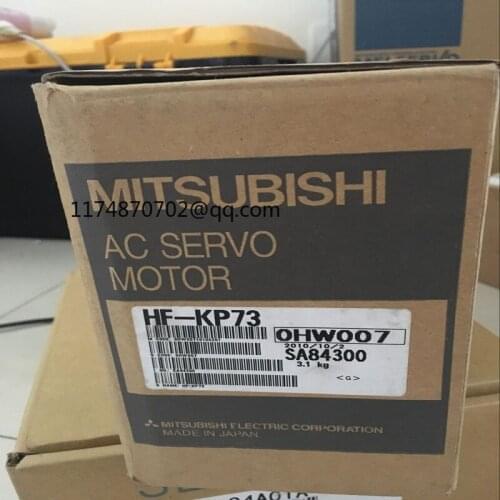 MITSUBISHI
1174870702@qq.com
AC SERVO
MOTOR
HF-KP73
OHW007
2010/10/2
SA84300
3.1 kg
<G>
MITSUBISHI ELECTRIC CORPORATION
MADE IN JAPAN